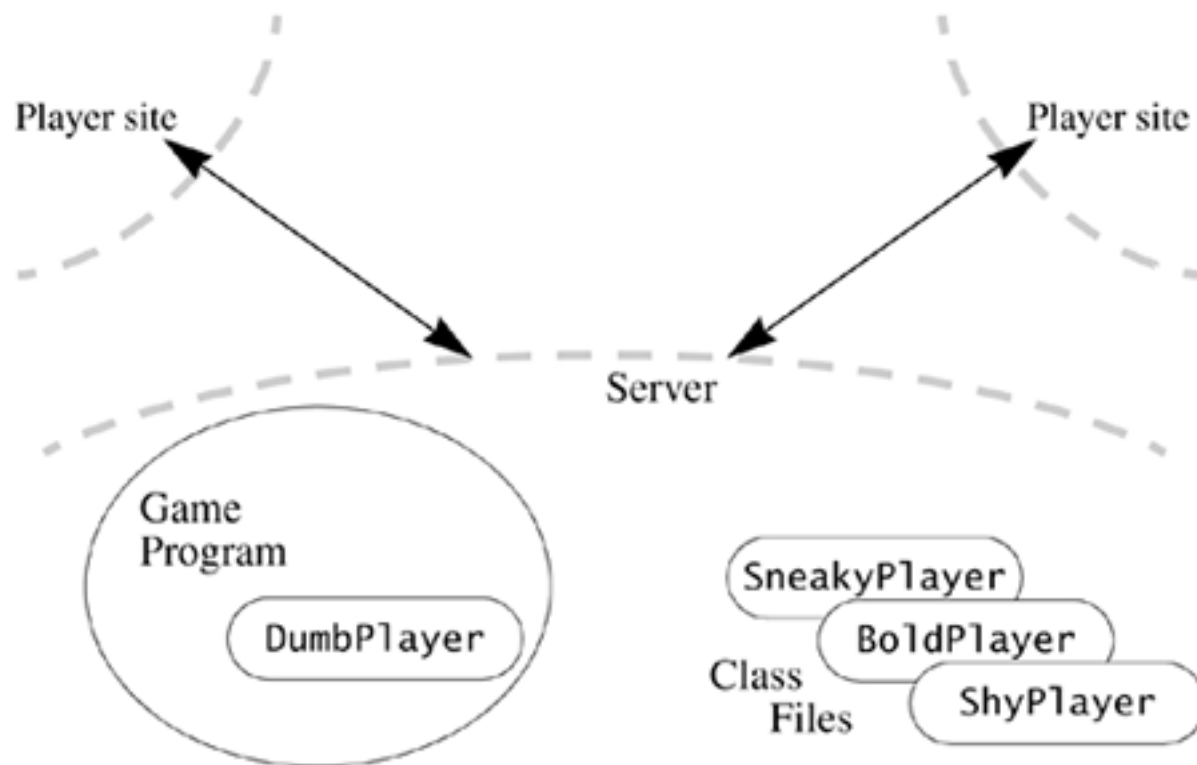 Player site
Player site
Server
Game
Program
DumbPlayer
SneakyPlayer
BoldPlayer
ShyPlayer
Class
Files